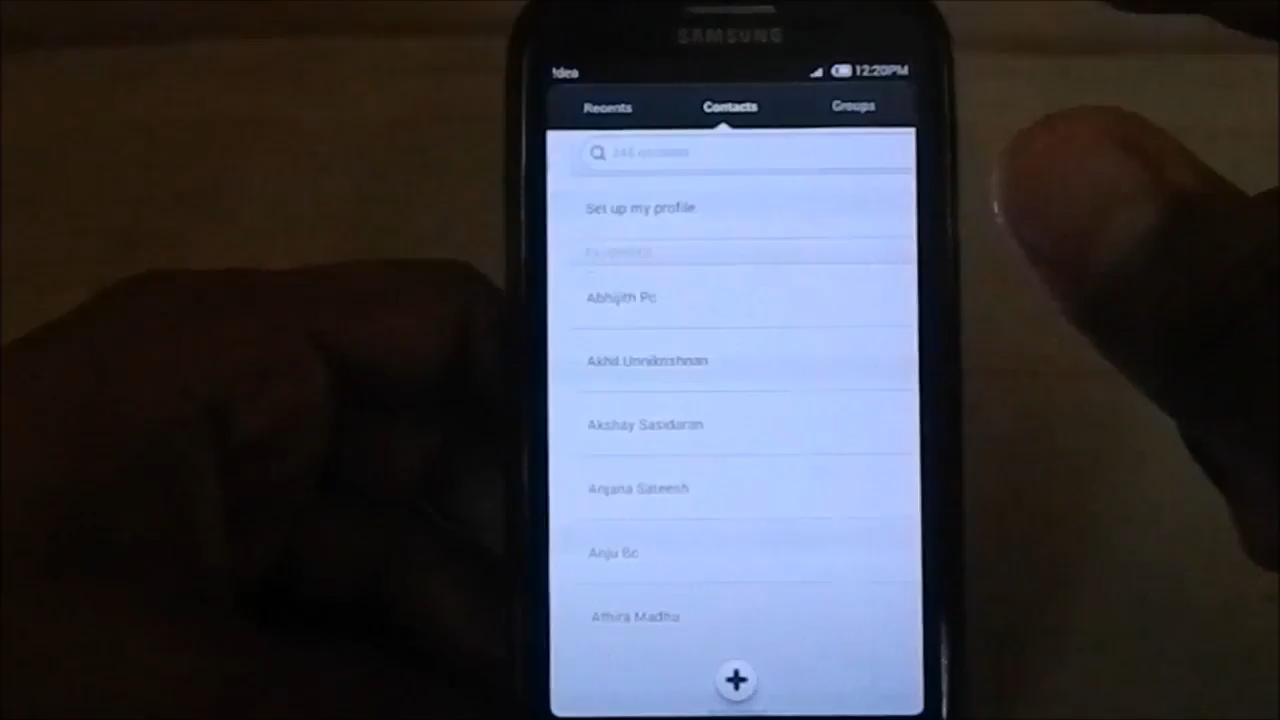 SAMSUNG
!dea
12:20PM
Recents Contacts Groups
Set up my profile
Abhijith Pc
Akhil Unnikrishnan
Akshay Sasidaran
Anjana Sateesh
Anju Bc
Athira Madhu